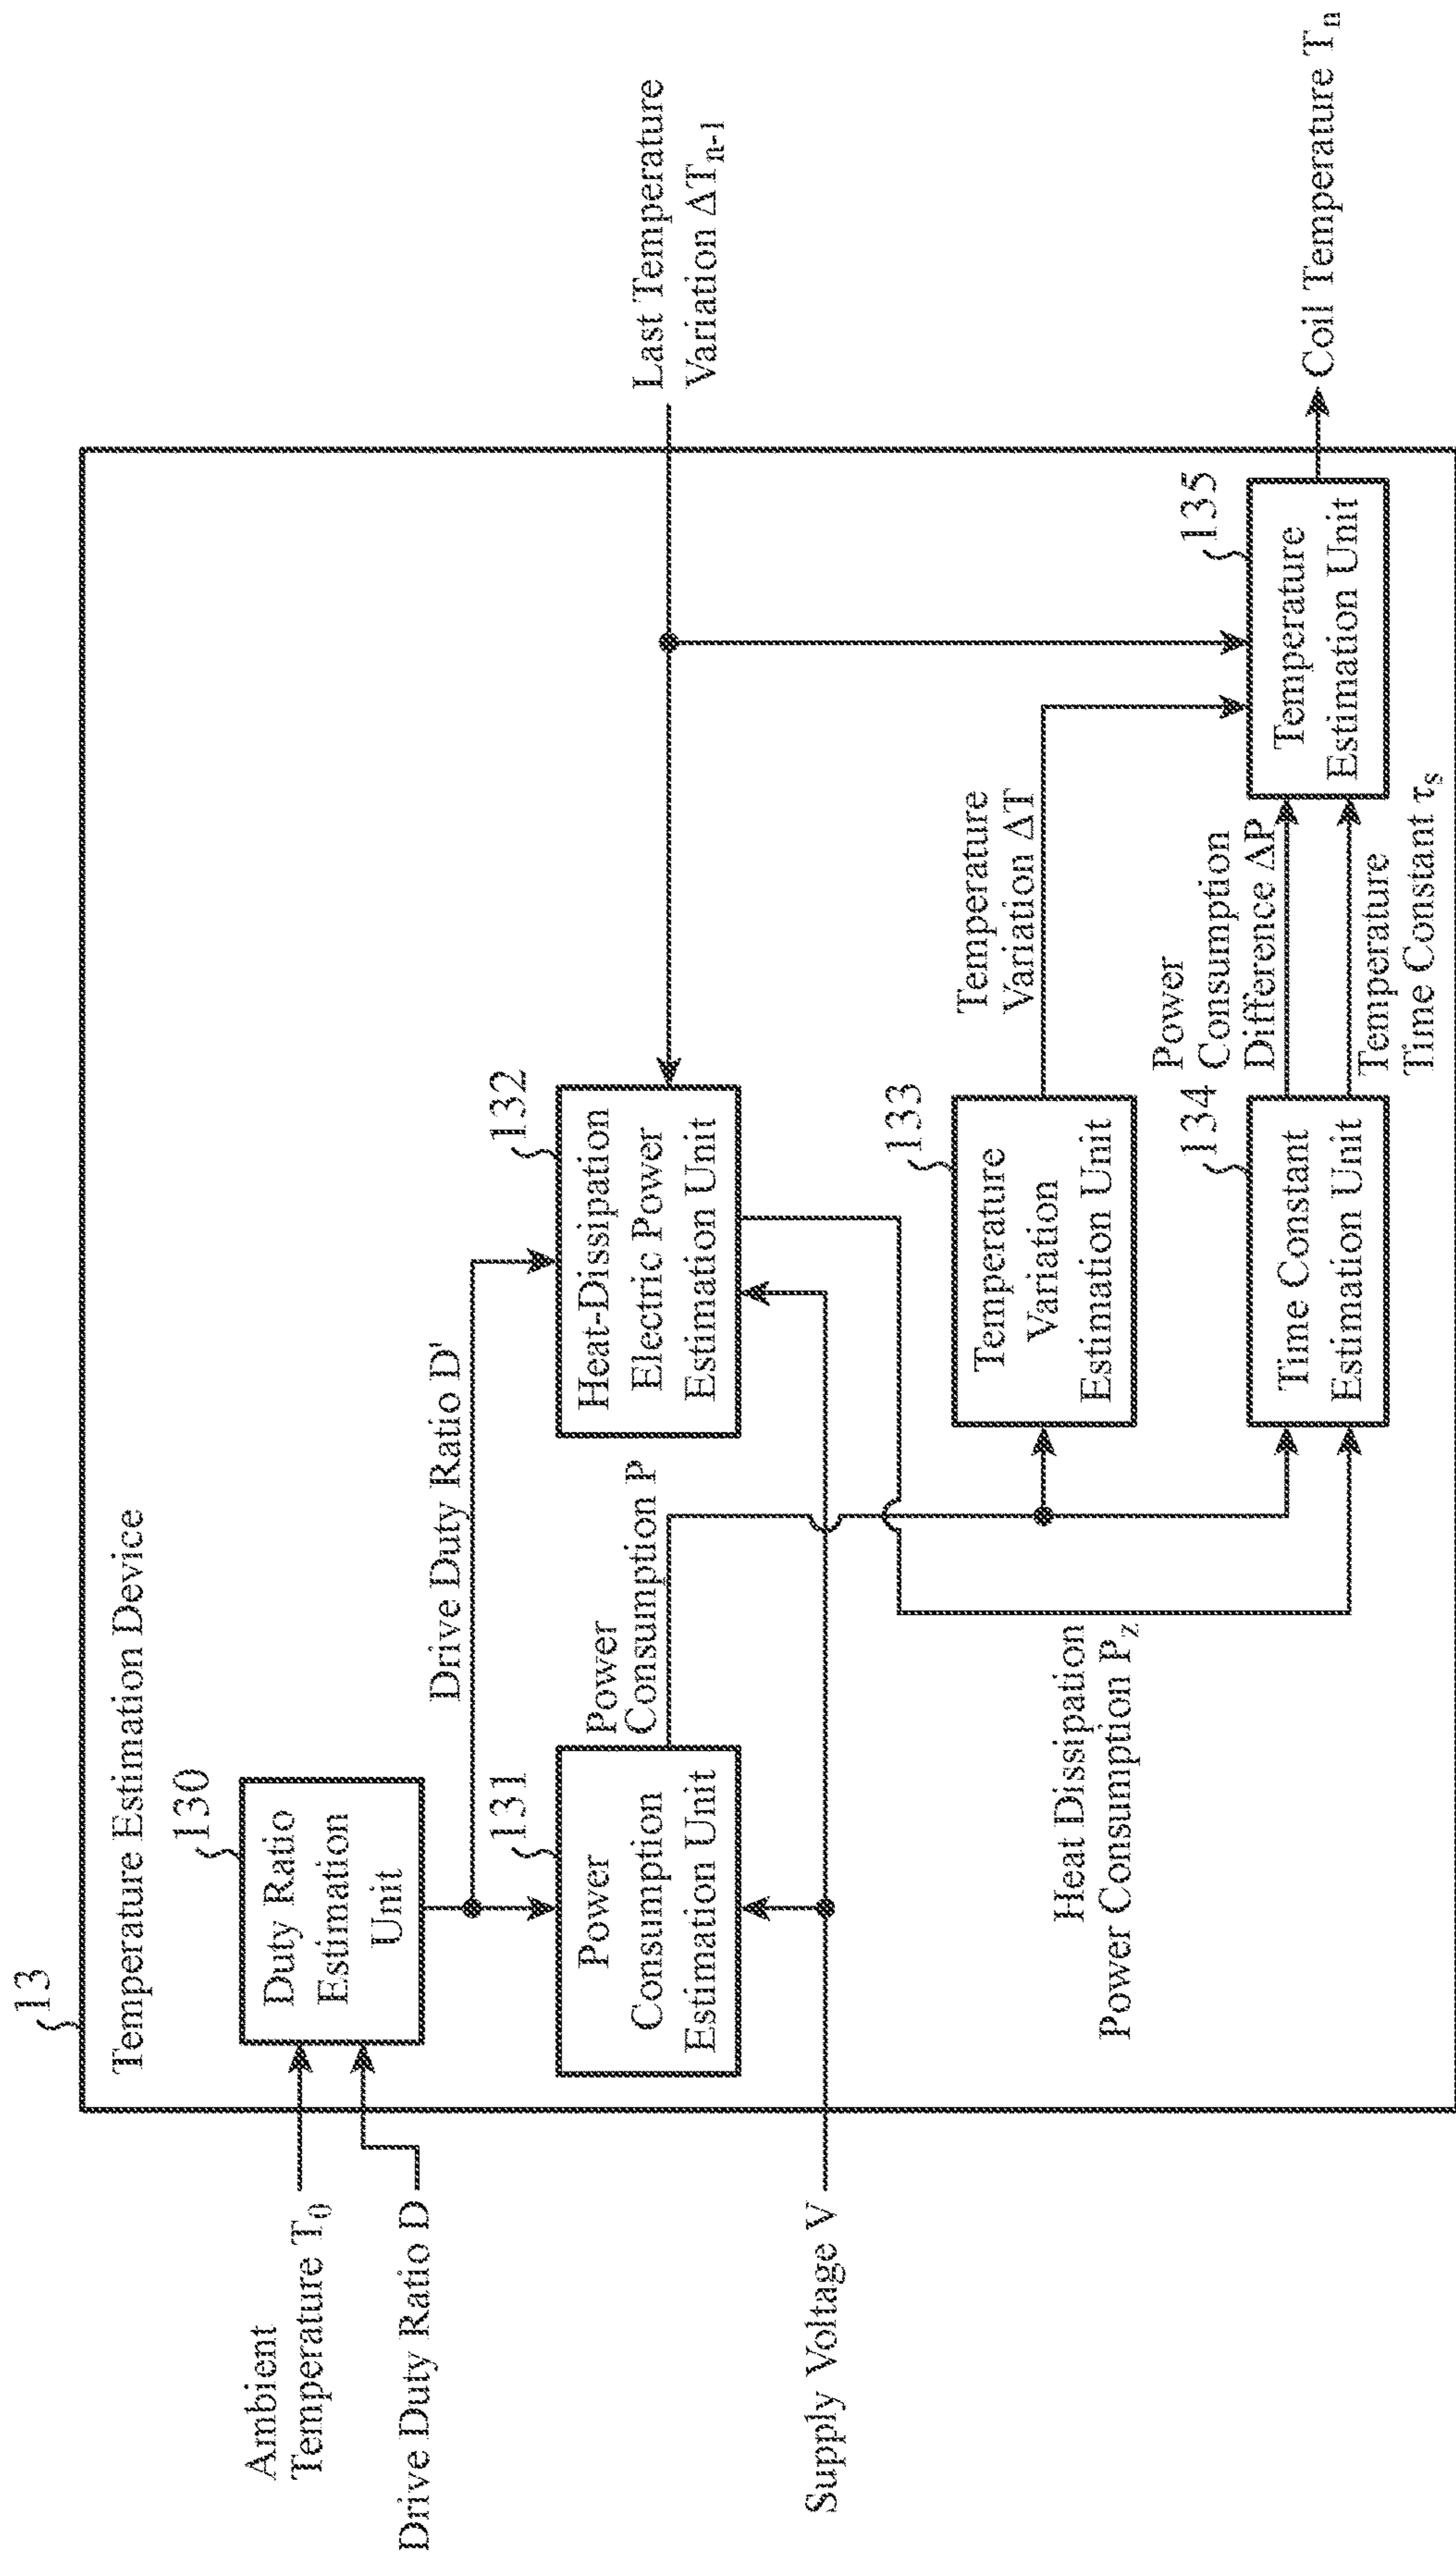 13
Temperature Estimation Device
Ambient
Temperature T₀
Drive Duty Ratio D
130
Duty Ratio
Estimation
Unit
Drive Duty Ratio D'
131
Power
Consumption
Estimation Unit
Power
Consumption P
132
Heat-Dissipation
Electric Power
Estimation Unit
Last Temperature
Variation ΔTₙ₋₁
Supply Voltage V
133
Temperature
Variation
Estimation Unit
Temperature
Variation ΔT
Heat Dissipation
Power Consumption P_z
134
Time Constant
Estimation Unit
Power
Consumption
Difference ΔP
Temperature
Time Constant τₛ
135
Temperature
Estimation Unit
Coil Temperature Tₙ